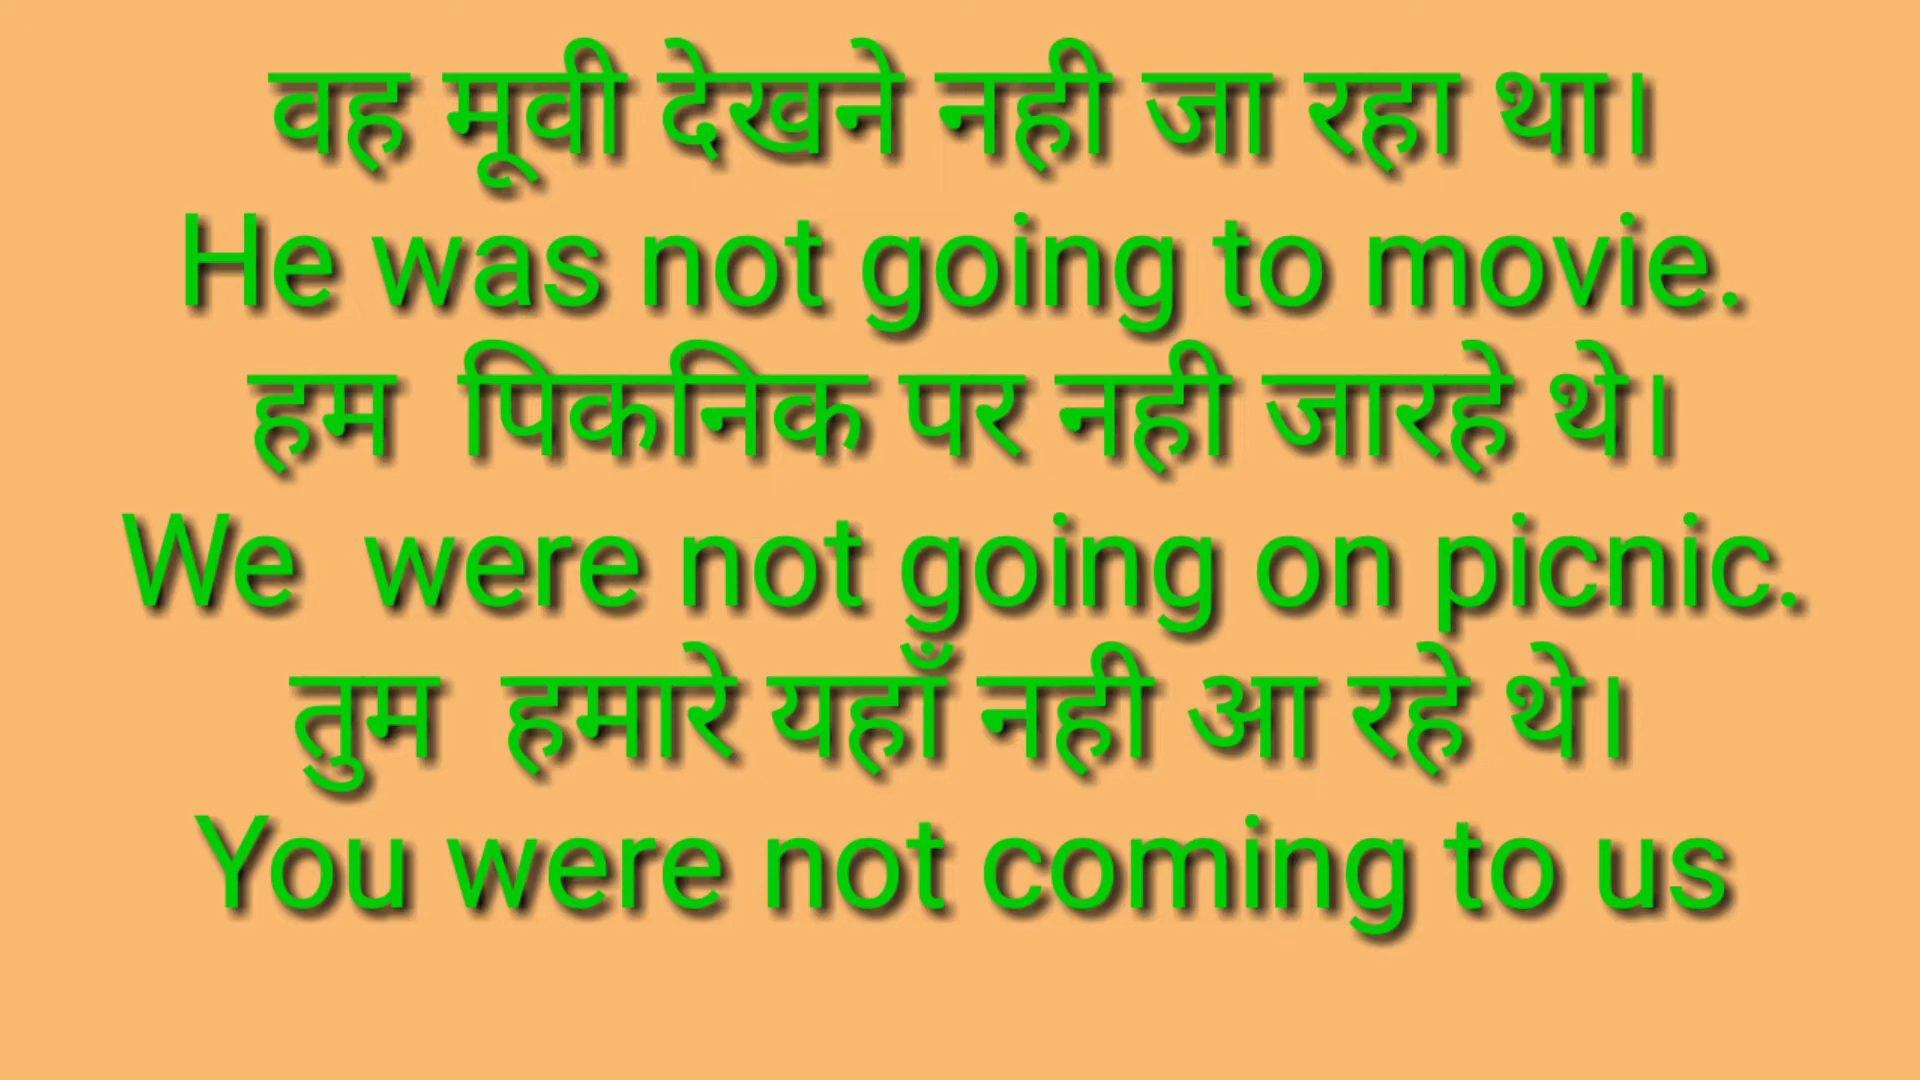 वह मूवी देखने नही जा रहा था।
He was not going to movie.
हम पिकनिक पर नही जारहे थे।
We were not going on picnic.
तुम हमारे यहाँ नही आ रहे थे।
You were not coming to us